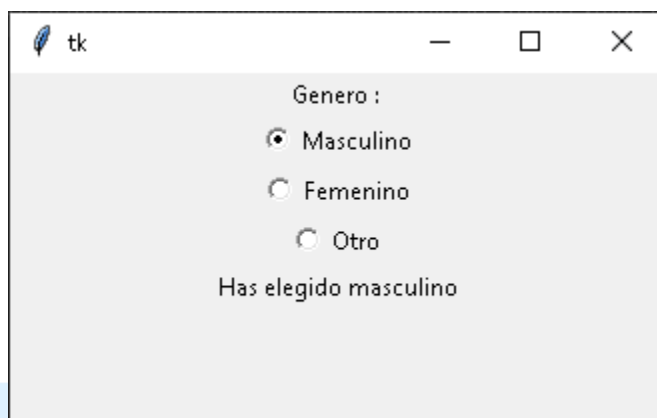 tk
Genero :
Masculino
Femenino
Otro
Has elegido masculino